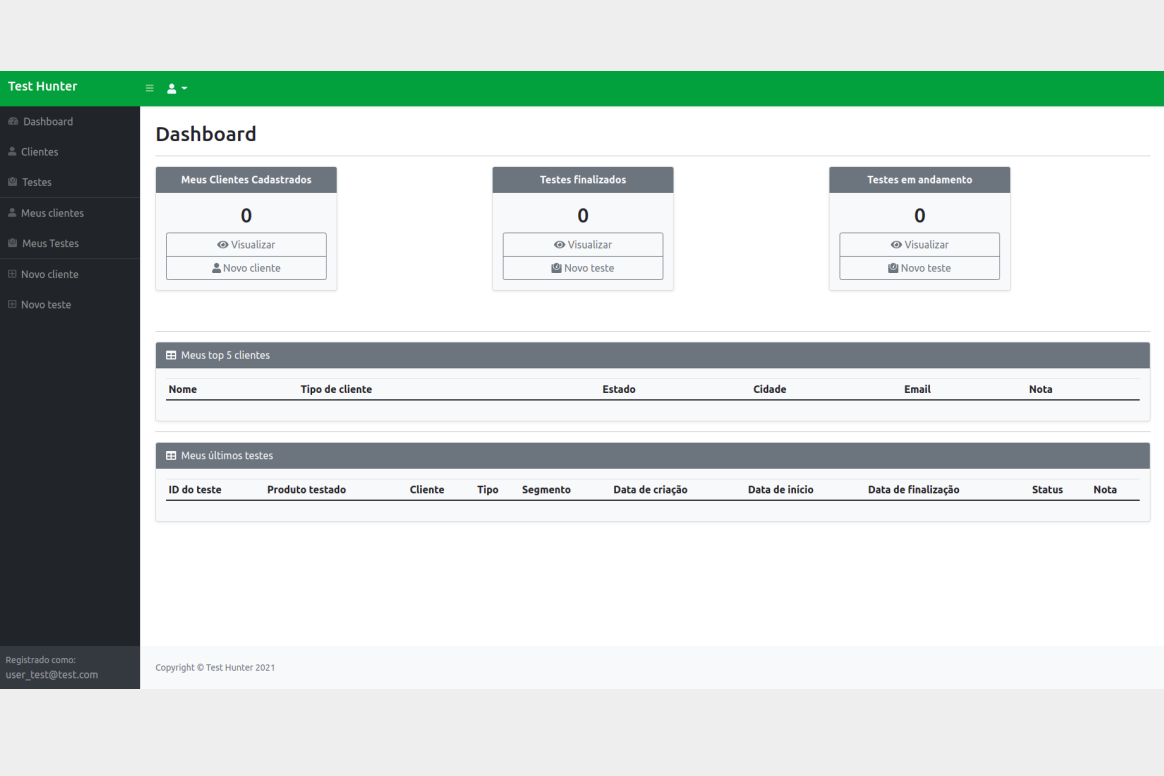 Test Hunter
Dashboard
Clientes
Testes
Meus clientes
Meus Testes
Novo cliente
Novo teste
Registrado como:
user_test@test.com
Dashboard
Meus Clientes Cadastrados
0
Visualizar
Novo cliente
Testes finalizados
0
Visualizar
Novo teste
Testes em andamento
0
Visualizar
Novo teste
Meus top 5 clientes
Nome Tipo de cliente Estado Cidade Email Nota
Meus últimos testes
ID do teste Produto testado Cliente Tipo Segmento Data de criação Data de início Data de finalização Status Nota
Copyright © Test Hunter 2021